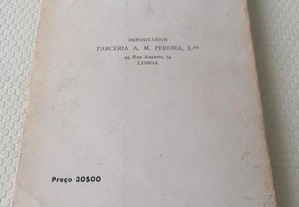 DEPOSITÁRIOS
PARCERIA A. M. PEREIRA, L.DA
44, Rua Augusta, 54
LISBOA
Preço 30$00